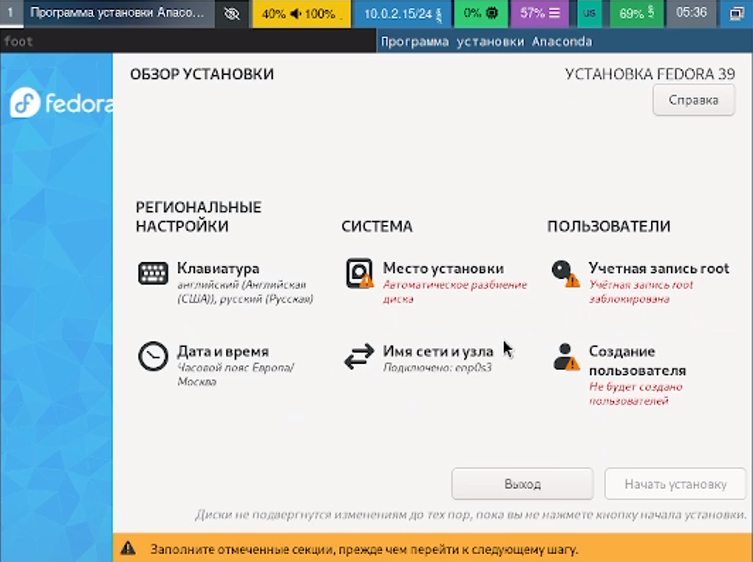 1 Программа установки Anaco... 40% 100% 10.0.2.15/24 0% 57% us 69% 05:36
foot Программа установки Anaconda
ОБЗОР УСТАНОВКИ УСТАНОВКА FEDORA 39
fedora Справка
РЕГИОНАЛЬНЫЕ
НАСТРОЙКИ СИСТЕМА ПОЛЬЗОВАТЕЛИ
Клавиатура
английский (Английская
(США)), русский (Русская)
Место установки
Автоматическое разбиение
диска
Учетная запись root
Учётная запись root
заблокирована
Дата и время
Часовой пояс Европа/
Москва
Имя сети и узла
Подключено: enp0s3
Создание
пользователя
Не будет создано
пользователей
Выход Начать установку
Диски не подвергнутся изменениям до тех пор, пока вы не нажмете кнопку начала установки.
Заполните отмеченные секции, прежде чем перейти к следующему шагу.